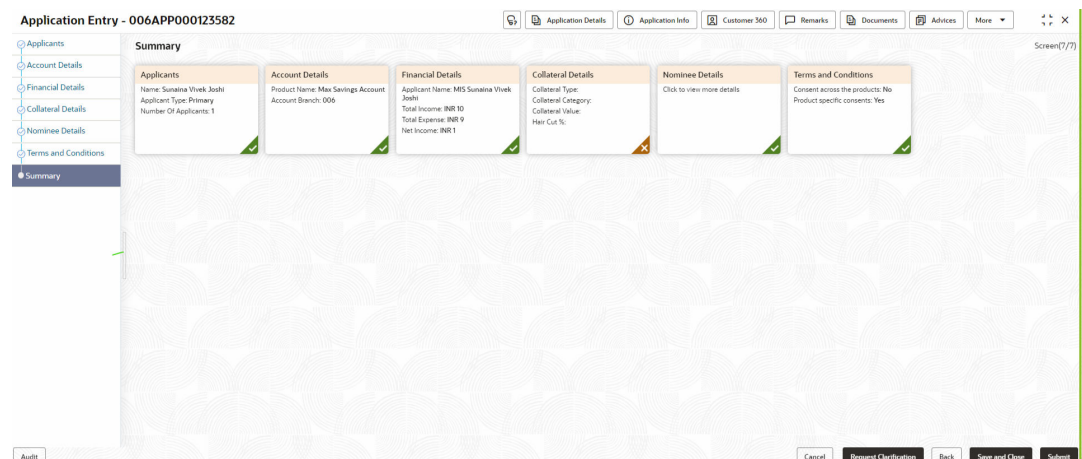 Application Entry - 006APP000123582
Application Details
Application Info
Customer 360
Remarks
Documents
Advices
More
Applicants
Account Details
Financial Details
Collateral Details
Nominee Details
Terms and Conditions
Summary
Summary
Screen(7/7)
Applicants
Name: Sunaina Vivek Joshi
Applicant Type: Primary
Number Of Applicants: 1
Account Details
Product Name: Max Savings Account
Account Branch: 006
Financial Details
Applicant Name: MIS Sunaina Vivek
Joshi
Total Income: INR 10
Total Expense: INR 9
Net Income: INR 1
Collateral Details
Collateral Type:
Collateral Category:
Collateral Value:
Hair Cut %:
Nominee Details
Click to view more details
Terms and Conditions
Consent across the products: No
Product specific consents: Yes
Audit
Cancel
Request Clarification
Back
Save and Close
Submit